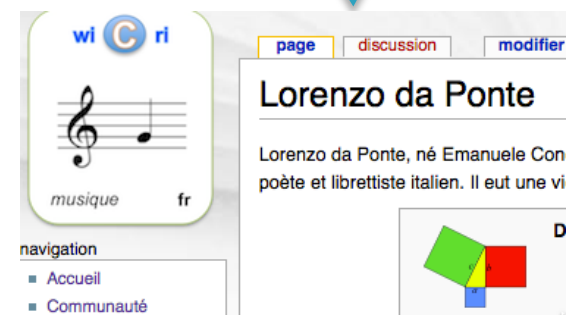 wi C ri
musique fr
navigation
Accueil
Communauté
page discussion modifier
Lorenzo da Ponte
Lorenzo da Ponte, né Emanuele Con
poète et librettiste italien. Il eut une vi
D